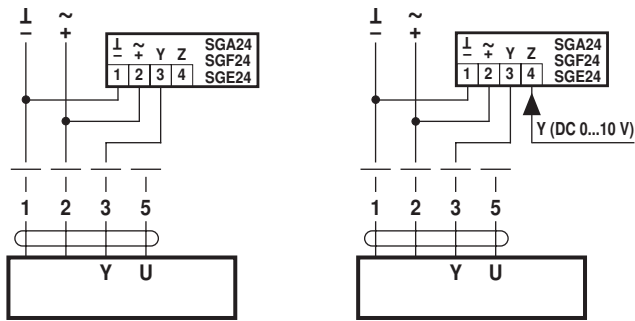 ⊥ ~
– +
⊥ ~ Y Z SGA24
– + SGF24
1 2 3 4 SGE24
1 2 3 5
Y U
⊥ ~
– +
⊥ ~ Y Z SGA24
– + SGF24
1 2 3 4 SGE24
Y (DC 0...10 V)
1 2 3 5
Y U